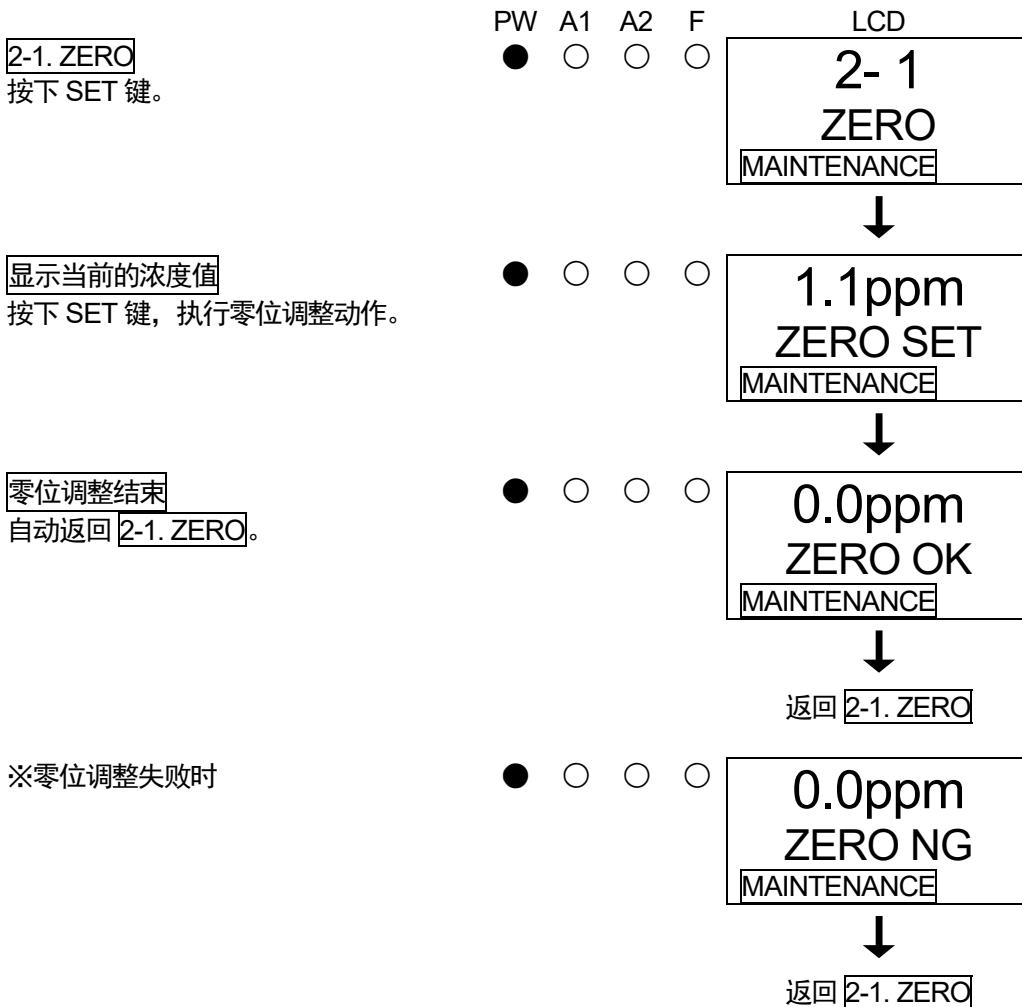 PW A1 A2 F LCD
2-1. ZERO
按下 SET 键。
● ○ ○ ○
2- 1
ZERO
MAINTENANCE
↓
显示当前的浓度值
按下 SET 键，执行零位调整动作。
● ○ ○ ○
1.1ppm
ZERO SET
MAINTENANCE
↓
零位调整结束
自动返回 2-1. ZERO。
● ○ ○ ○
0.0ppm
ZERO OK
MAINTENANCE
↓
返回 2-1. ZERO
※零位调整失败时
● ○ ○ ○
0.0ppm
ZERO NG
MAINTENANCE
↓
返回 2-1. ZERO